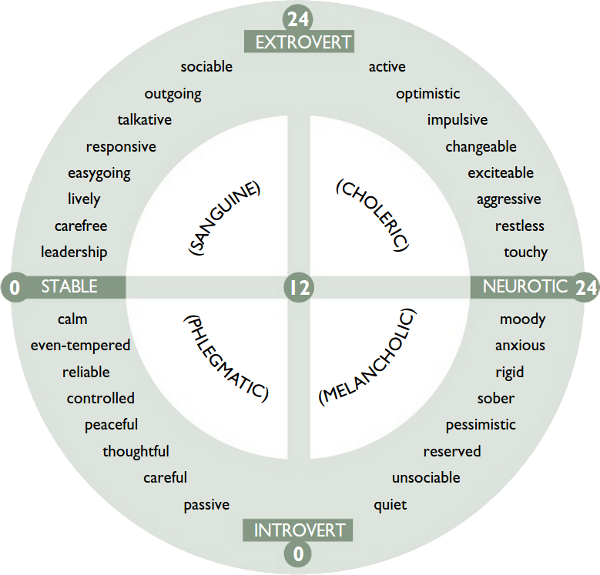 24
EXTROVERT
sociable
outgoing
talkative
responsive
easygoing
lively
carefree
leadership
active
optimistic
impulsive
changeable
exciteable
aggressive
restless
touchy
(SANGUINE)
(CHOLERIC)
0 STABLE
12
NEUROTIC 24
calm
even-tempered
reliable
controlled
peaceful
thoughtful
careful
passive
(PHLEGMATIC)
(MELANCHOLIC)
moody
anxious
rigid
sober
pessimistic
reserved
unsociable
quiet
INTROVERT
0